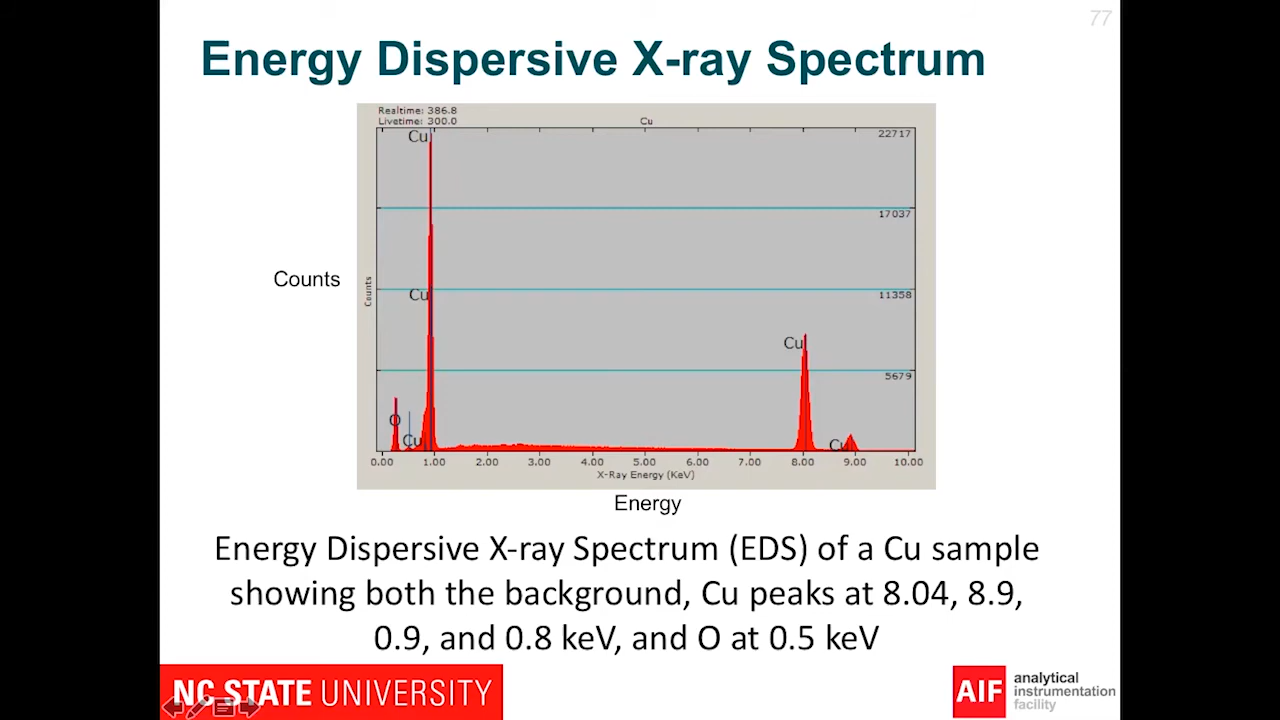 77
Energy Dispersive X-ray Spectrum
Realtime: 386.8
Livetime: 300.0
Cu
22717
Cu
17037
Counts
Counts
Cu
11358
Cu
5679
O
Cu
Cu
0.00 1.00 2.00 3.00 4.00 5.00 6.00 7.00 8.00 9.00 10.00
X-Ray Energy (KeV)
Energy
Energy Dispersive X-ray Spectrum (EDS) of a Cu sample
showing both the background, Cu peaks at 8.04, 8.9,
0.9, and 0.8 keV, and O at 0.5 keV
NC STATE UNIVERSITY
AIF
analytical
instrumentation
facility